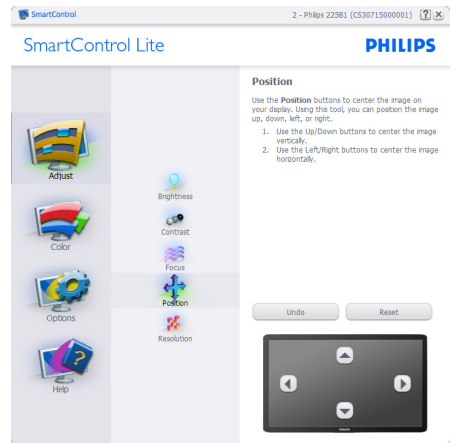 SmartControl
2 - Philips 225B1 (CS30715000001)
SmartControl Lite
PHILIPS
Adjust
Color
Options
Help
Brightness
Contrast
Focus
Position
Resolution
Position
Use the Position buttons to center the image on
your display. Using this tool, you can position the image
up, down, left, or right.
1. Use the Up/Down buttons to center the image
vertically.
2. Use the Left/Right buttons to center the image
horizontally.
Undo
Reset
PHILIPS